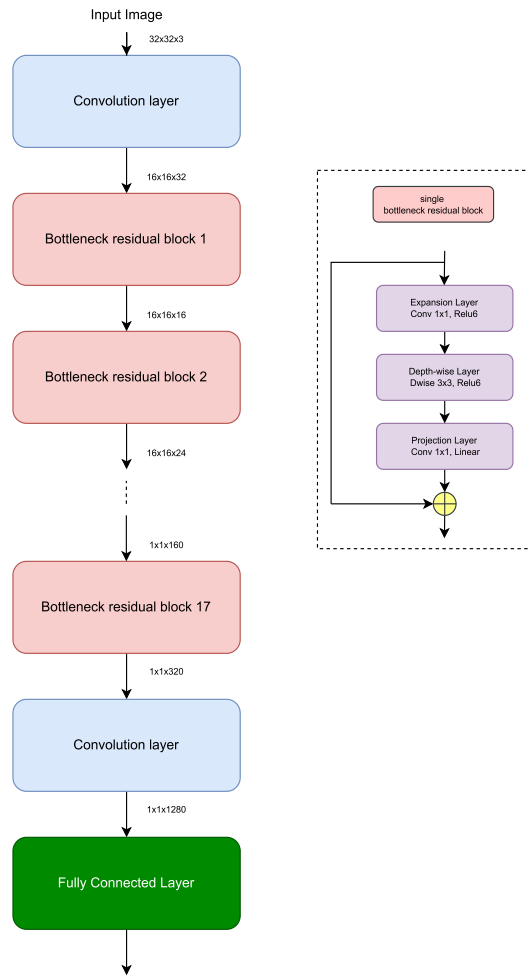 Input Image
32x32x3
Convolution layer
16x16x32
Bottleneck residual block 1
16x16x16
Bottleneck residual block 2
16x16x24
1x1x160
Bottleneck residual block 17
1x1x320
Convolution layer
1x1x1280
Fully Connected Layer
single
bottleneck residual block
Expansion Layer
Conv 1x1, Relu6
Depth-wise Layer
Dwise 3x3, Relu6
Projection Layer
Conv 1x1, Linear